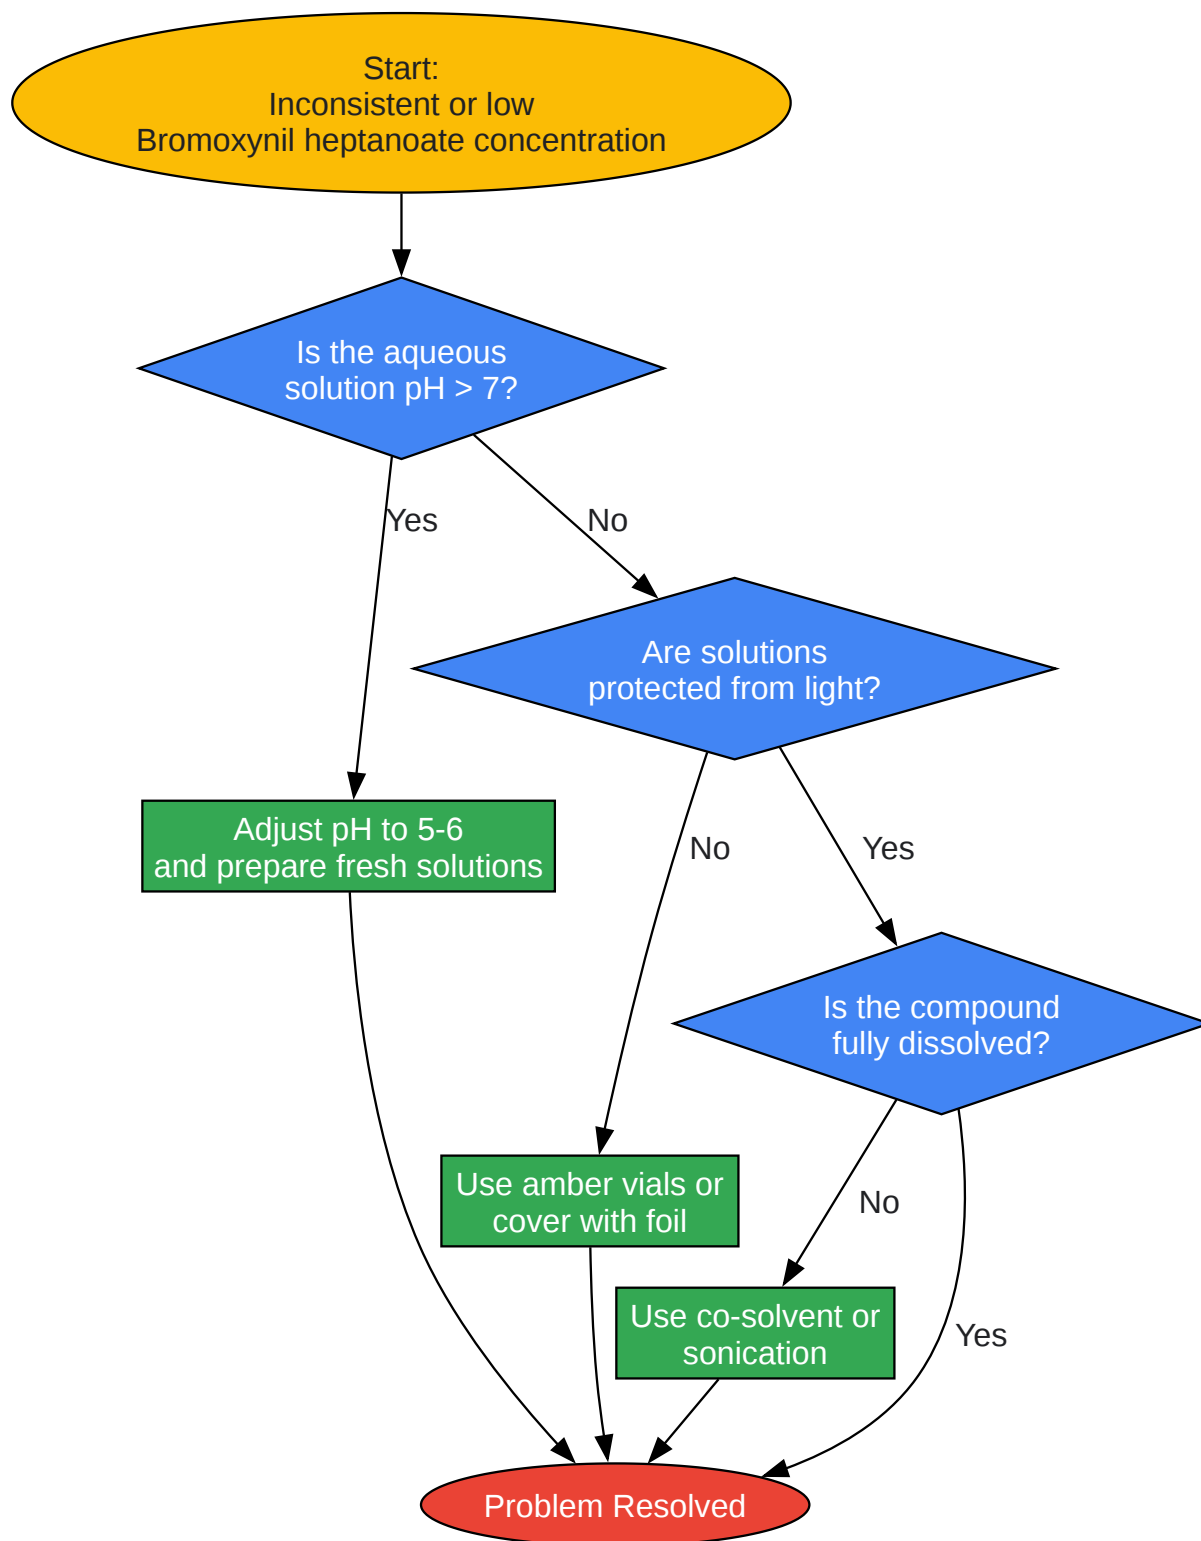 Start:
Inconsistent or low
Bromoxynil heptanoate concentration
Is the aqueous
solution pH > 7?
Yes
No
Are solutions
protected from light?
Adjust pH to 5-6
and prepare fresh solutions
No
Yes
Is the compound
fully dissolved?
Use amber vials or
cover with foil
No
Use co-solvent or
sonication
Yes
Problem Resolved